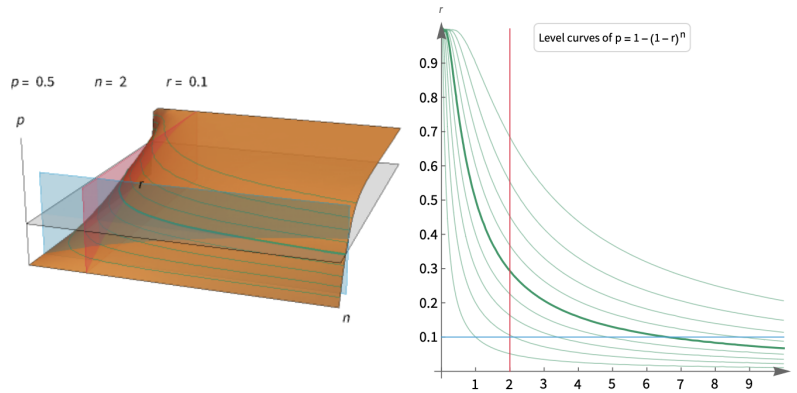 p = 0.5 n = 2 r = 0.1
p
r
n
r
Level curves of p = 1 – (1 – r)ⁿ
0.9
0.8
0.7
0.6
0.5
0.4
0.3
0.2
0.1
1 2 3 4 5 6 7 8 9